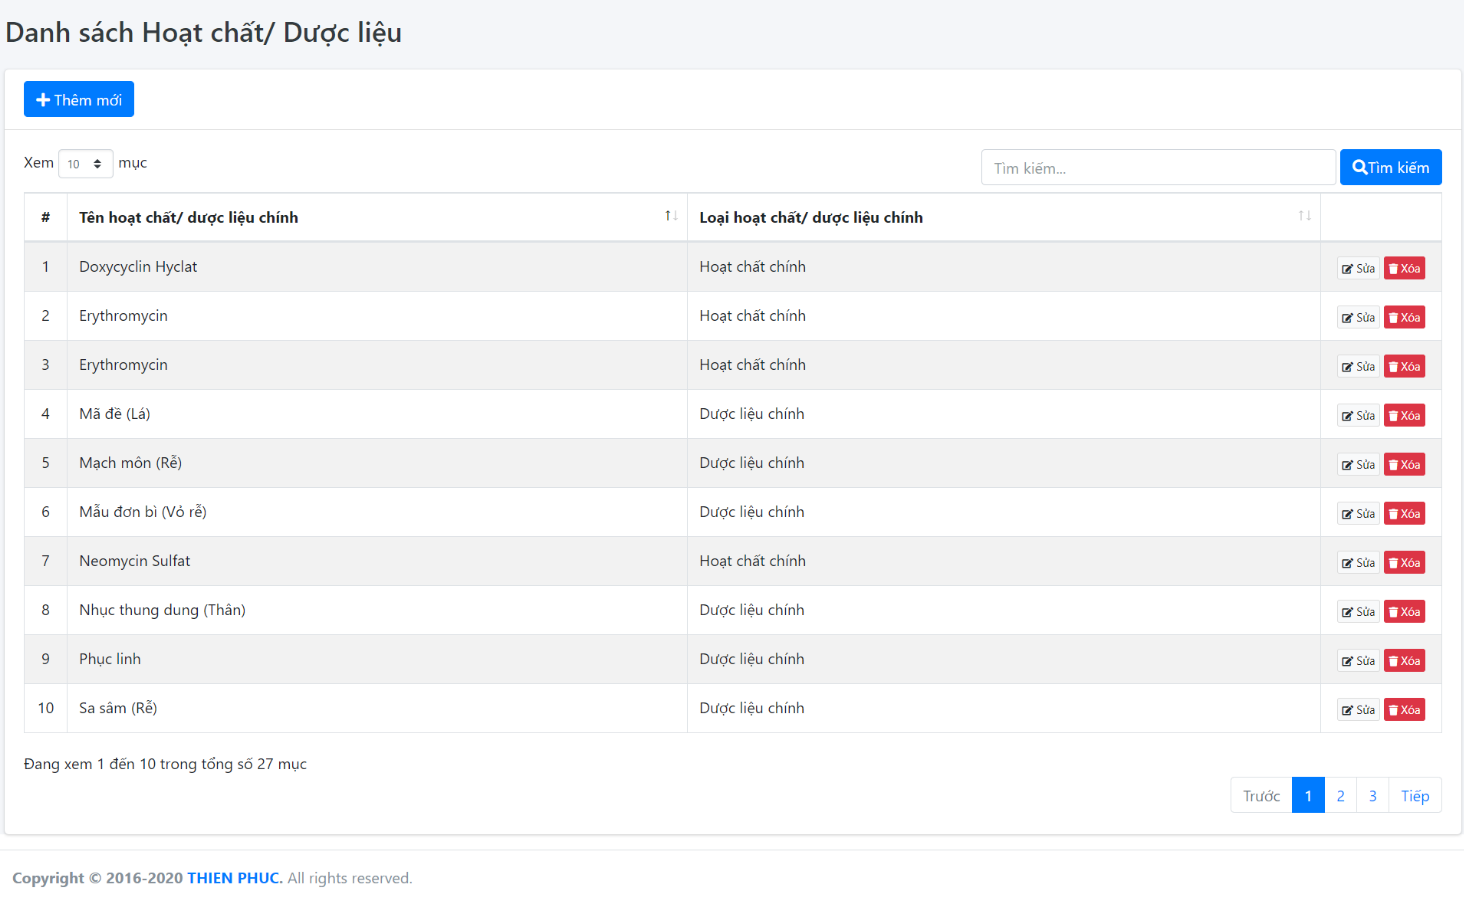 Danh sách Hoạt chất/ Dược liệu
Thêm mới
Xem 10 mục
Tìm kiếm... Tìm kiếm
# Tên hoạt chất/ dược liệu chính Loại hoạt chất/ dược liệu chính
1 Doxycyclin Hyclat Hoạt chất chính Sửa Xóa
2 Erythromycin Hoạt chất chính Sửa Xóa
3 Erythromycin Hoạt chất chính Sửa Xóa
4 Mã đề (Lá) Dược liệu chính Sửa Xóa
5 Mạch môn (Rễ) Dược liệu chính Sửa Xóa
6 Mẫu đơn bì (Vỏ rễ) Dược liệu chính Sửa Xóa
7 Neomycin Sulfat Hoạt chất chính Sửa Xóa
8 Nhục thung dung (Thân) Dược liệu chính Sửa Xóa
9 Phục linh Dược liệu chính Sửa Xóa
10 Sa sâm (Rễ) Dược liệu chính Sửa Xóa
Đang xem 1 đến 10 trong tổng số 27 mục
Trước 1 2 3 Tiếp
Copyright © 2016-2020 THIEN PHUC. All rights reserved.